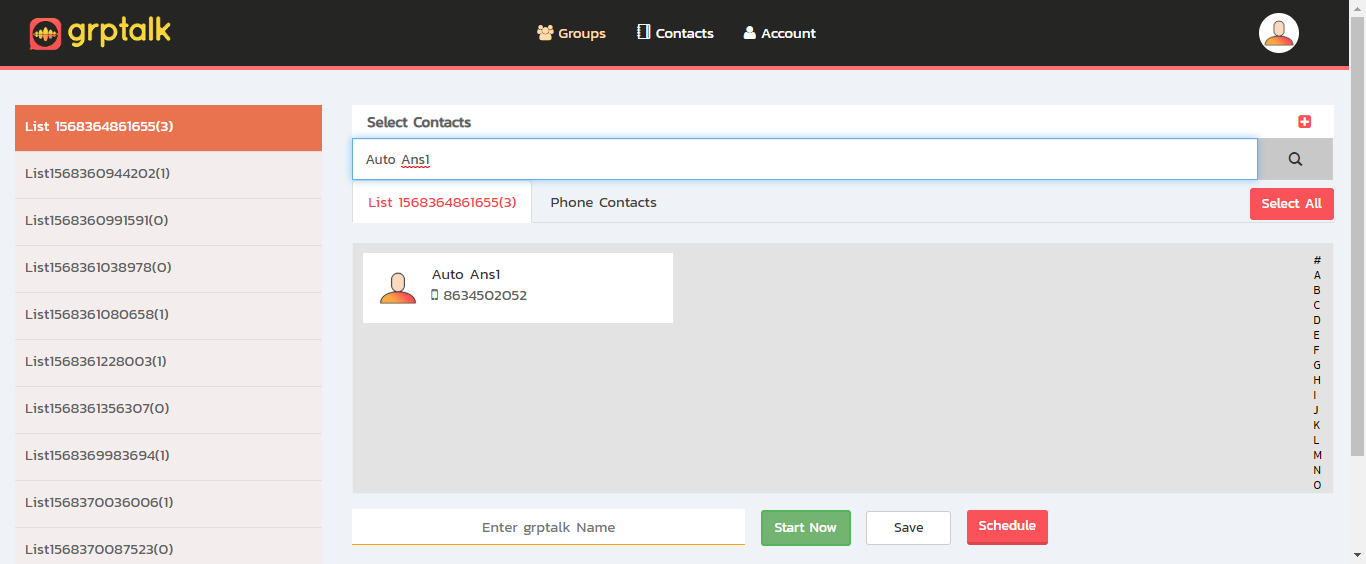 grptalk
Groups
Contacts
Account
List 1568364861655(3)
List1568360944202(1)
List1568360991591(0)
List1568361038978(0)
List1568361080658(1)
List1568361228003(1)
List1568361356307(0)
List1568369983694(1)
List1568370036006(1)
List1568370087523(0)
Select Contacts
Auto Ans1
List 1568364861655(3)
Phone Contacts
Select All
Auto Ans1
8634502052
#
A
B
C
D
E
F
G
H
I
J
K
L
M
N
O
Enter grptalk Name
Start Now
Save
Schedule